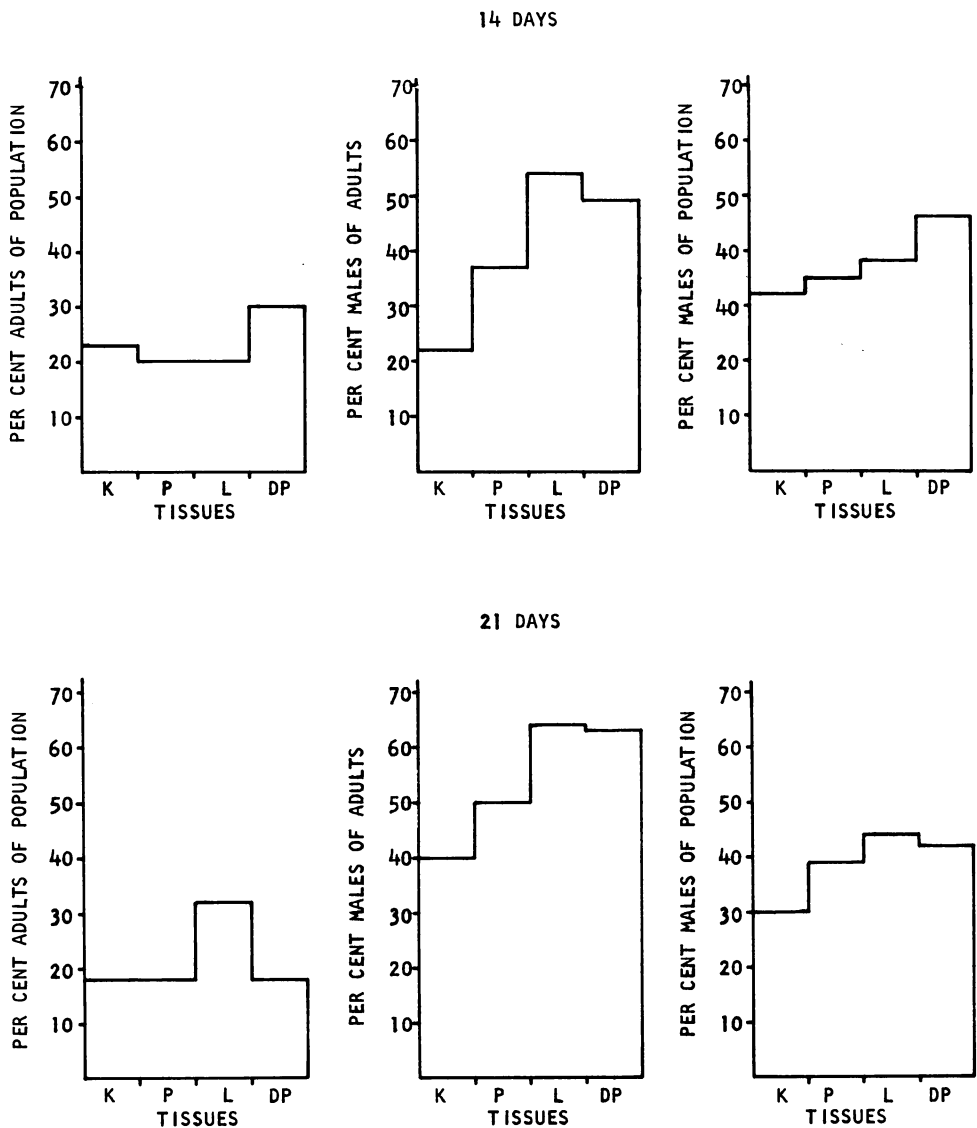 14 DAYS
PER CENT ADULTS OF POPULATION
70
60
50
40
30
20
10
K P L DP
TISSUES
PER CENT MALES OF ADULTS
70
60
50
40
30
20
10
K P L DP
TISSUES
PER CENT MALES OF POPULATION
70
60
50
40
40
20
10
K P L DP
TISSUES
21 DAYS
PER CENT ADULTS OF POPULATION
70
60
50
40
30
20
10
K P L DP
TISSUES
PER CENT MALES OF ADULTS
70
60
50
40
30
20
10
K P L DP
TISSUES
PER CENT MALES OF POPULATION
70
60
50
40
30
20
10
K P L DP
TISSUES